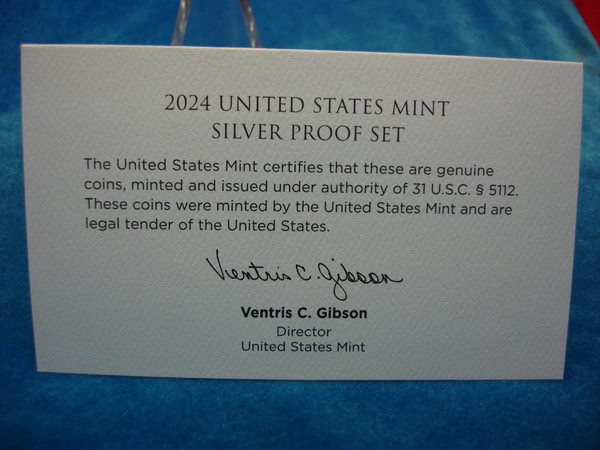 2024 UNITED STATES MINT
SILVER PROOF SET
The United States Mint certifies that these are genuine
coins, minted and issued under authority of 31 U.S.C. § 5112.
These coins were minted by the United States Mint and are
legal tender of the United States.
Ventris C. Gibson
Ventris C. Gibson
Director
United States Mint